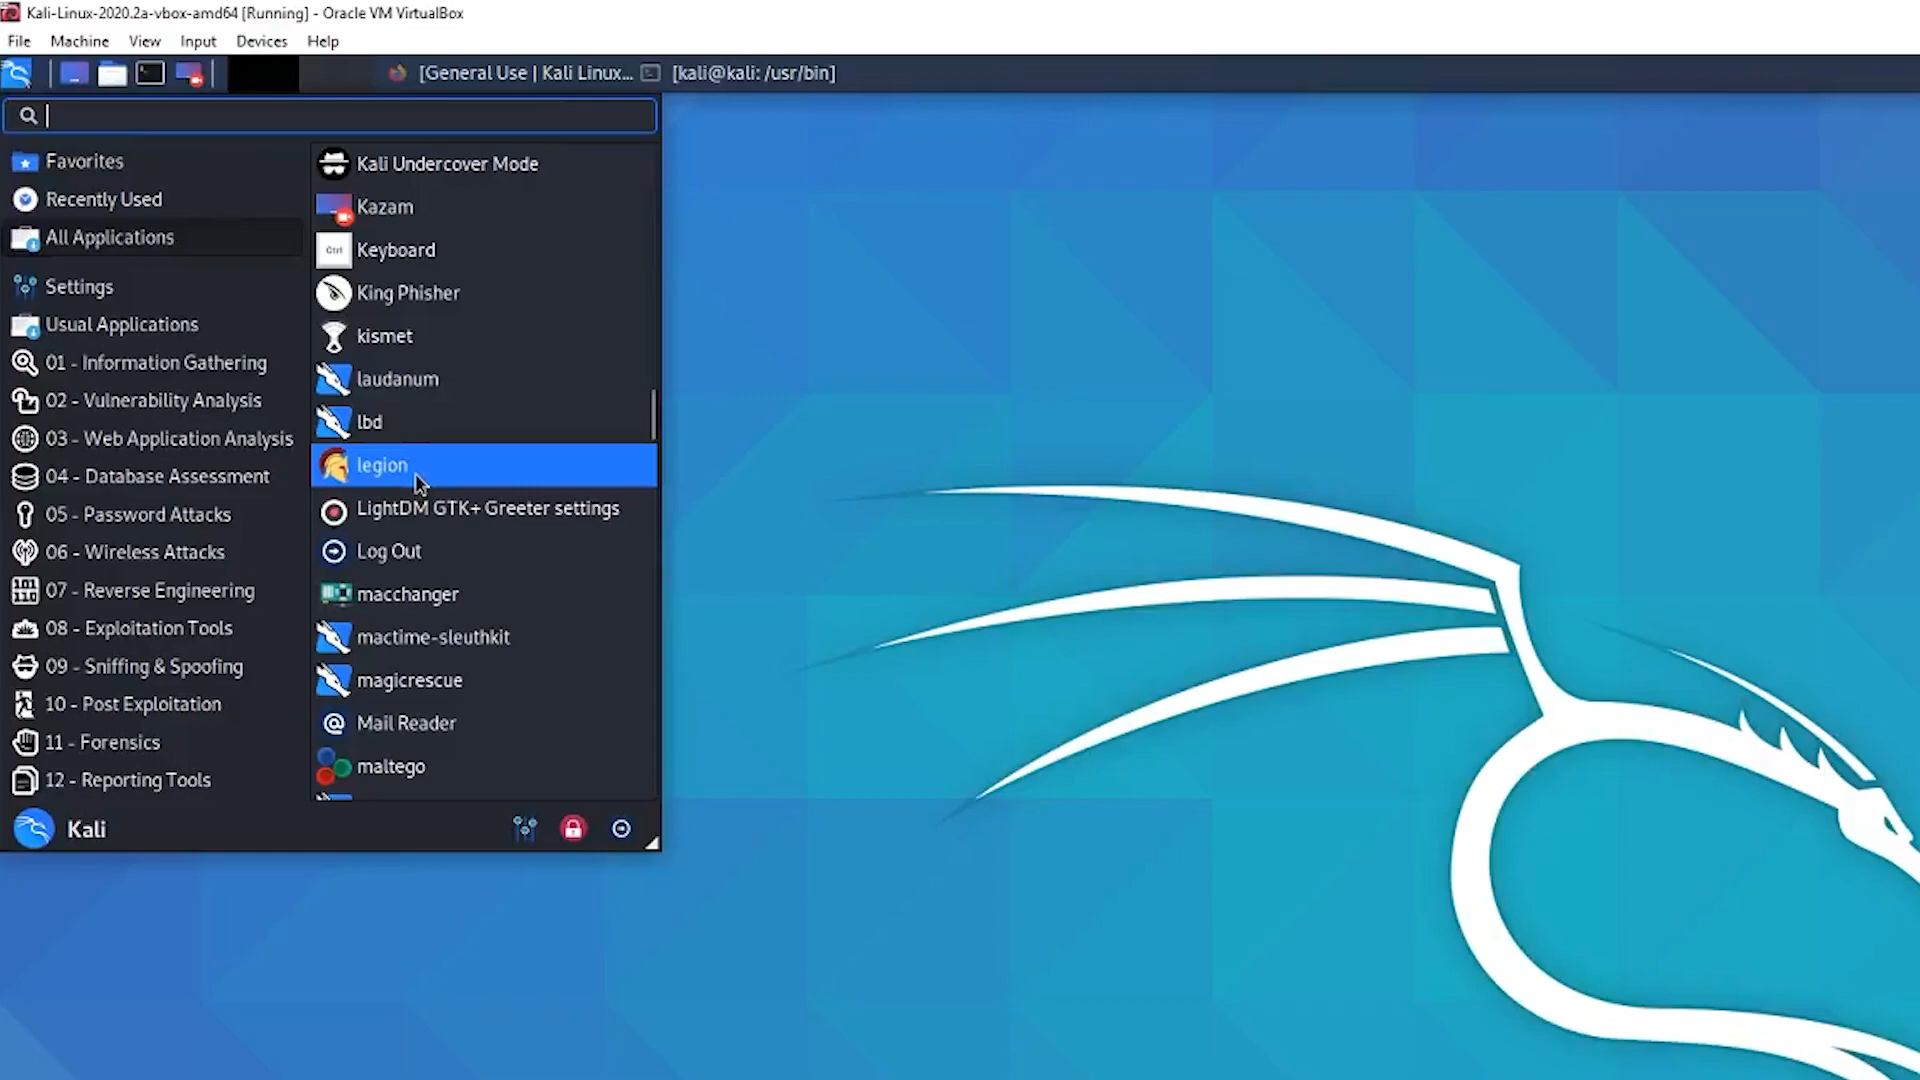 Kali-Linux-2020.2a-vbox-amd64 [Running] - Oracle VM VirtualBox
File Machine View Input Devices Help
[General Use | Kali Linux... [kali@kali: /usr/bin]
Favorites
Recently Used
All Applications
Settings
Usual Applications
01 - Information Gathering
02 - Vulnerability Analysis
03 - Web Application Analysis
04 - Database Assessment
05 - Password Attacks
06 - Wireless Attacks
07 - Reverse Engineering
08 - Exploitation Tools
09 - Sniffing & Spoofing
10 - Post Exploitation
11 - Forensics
12 - Reporting Tools
Kali Undercover Mode
Kazam
Ctrl
Keyboard
King Phisher
kismet
laudanum
lbd
legion
LightDM GTK+ Greeter settings
Log Out
macchanger
mactime-sleuthkit
magicrescue
Mail Reader
maltego
Kali